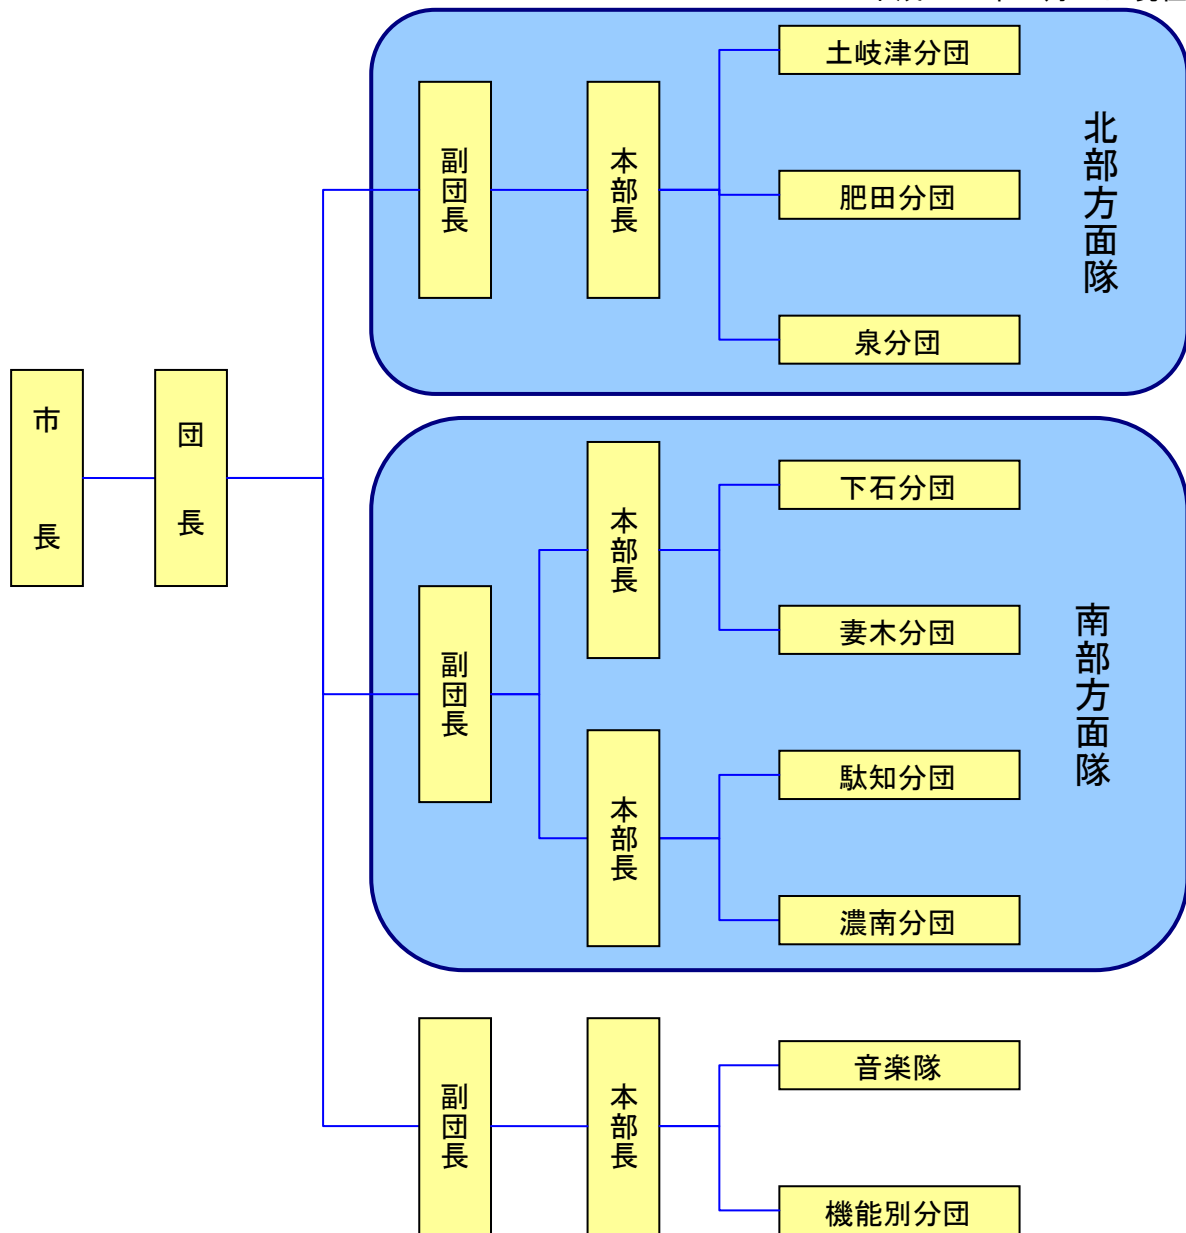 土岐津分団
北部方面隊
副団長
本部長
肥田分団
泉分団
市長
団長
下石分団
本部長
妻木分団
南部方面隊
副団長
駄知分団
本部長
濃南分団
音楽隊
副団長
本部長
機能別分団